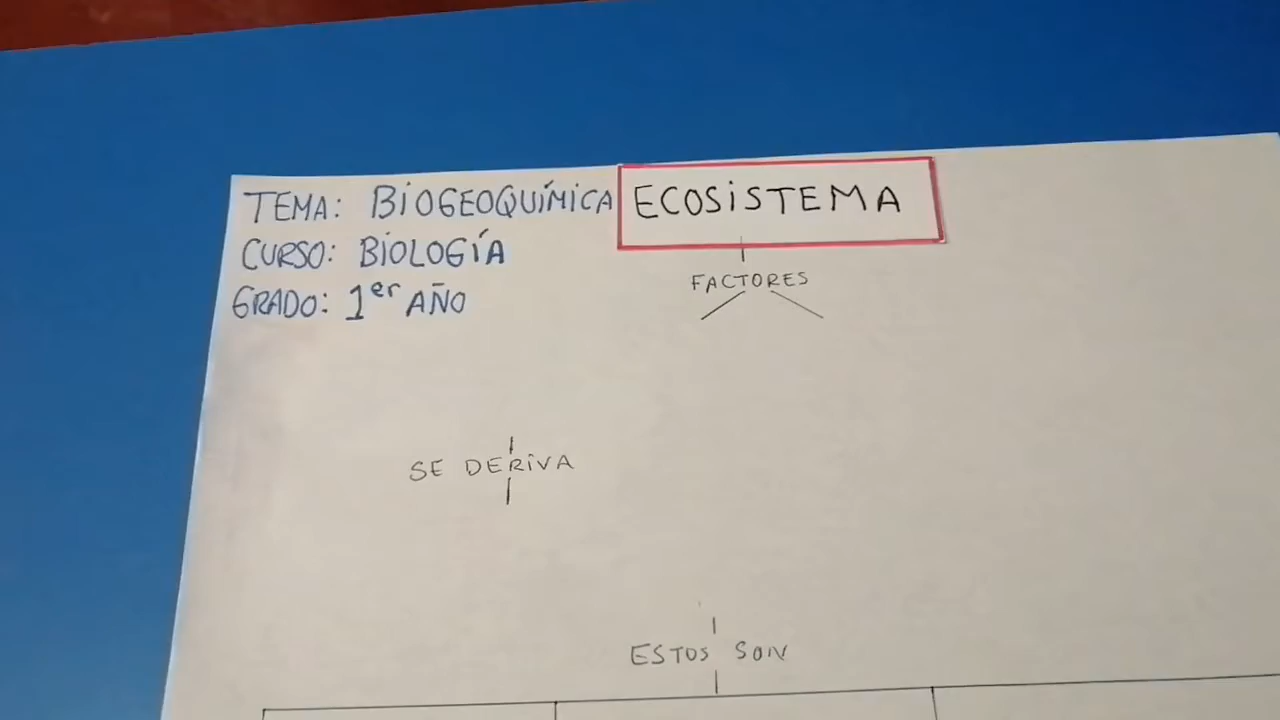 TEMA: BIOGEOQUÍMICA
CURSO: BIOLOGÍA
GRADO: 1er AÑO
ECOSISTEMA
FACTORES
SE DERIVA
ESTOS SON